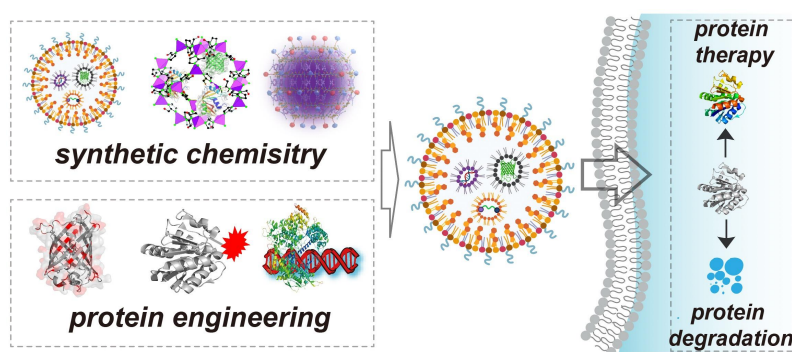 synthetic chemisitry
protein engineering
protein
therapy
protein
degradation